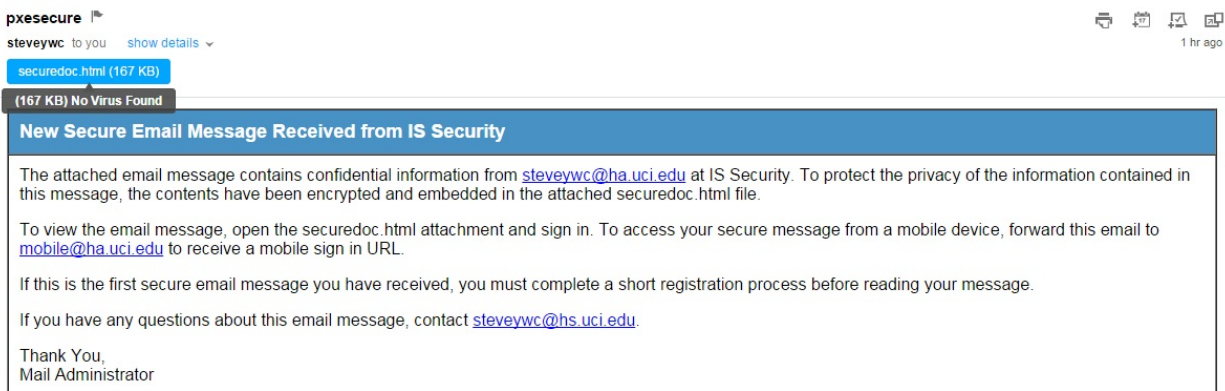 pxesecure
steveywc to you show details
1 hr ago
securedoc.html (167 KB)
(167 KB) No Virus Found
New Secure Email Message Received from IS Security
The attached email message contains confidential information from steveywc@ha.uci.edu at IS Security. To protect the privacy of the information contained in
this message, the contents have been encrypted and embedded in the attached securedoc.html file.
To view the email message, open the securedoc.html attachment and sign in. To access your secure message from a mobile device, forward this email to
mobile@ha.uci.edu to receive a mobile sign in URL.
If this is the first secure email message you have received, you must complete a short registration process before reading your message.
If you have any questions about this email message, contact steveywc@hs.uci.edu.
Thank You,
Mail Administrator